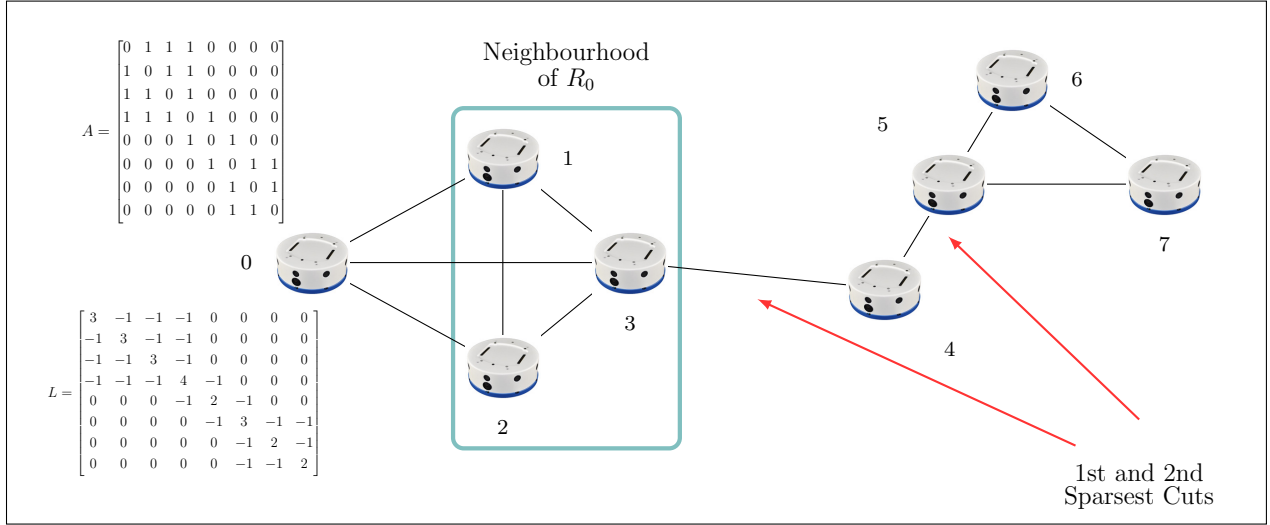 Neighbourhood
of R₀
A =
0 1 1 1 0 0 0 0
1 0 1 1 0 0 0 0
1 1 0 1 0 0 0 0
1 1 1 0 1 0 0 0
0 0 0 1 0 1 0 0
0 0 0 0 1 0 1 1
0 0 0 0 0 1 0 1
0 0 0 0 0 1 1 0
L =
3 −1 −1 −1 0 0 0 0
−1 3 −1 −1 0 0 0 0
−1 −1 3 −1 0 0 0 0
−1 −1 −1 4 −1 0 0 0
0 0 0 −1 2 −1 0 0
0 0 0 0 −1 3 −1 −1
0 0 0 0 0 −1 2 −1
0 0 0 0 0 −1 −1 2
0
1
2
3
4
5
6
7
1st and 2nd
Sparsest Cuts